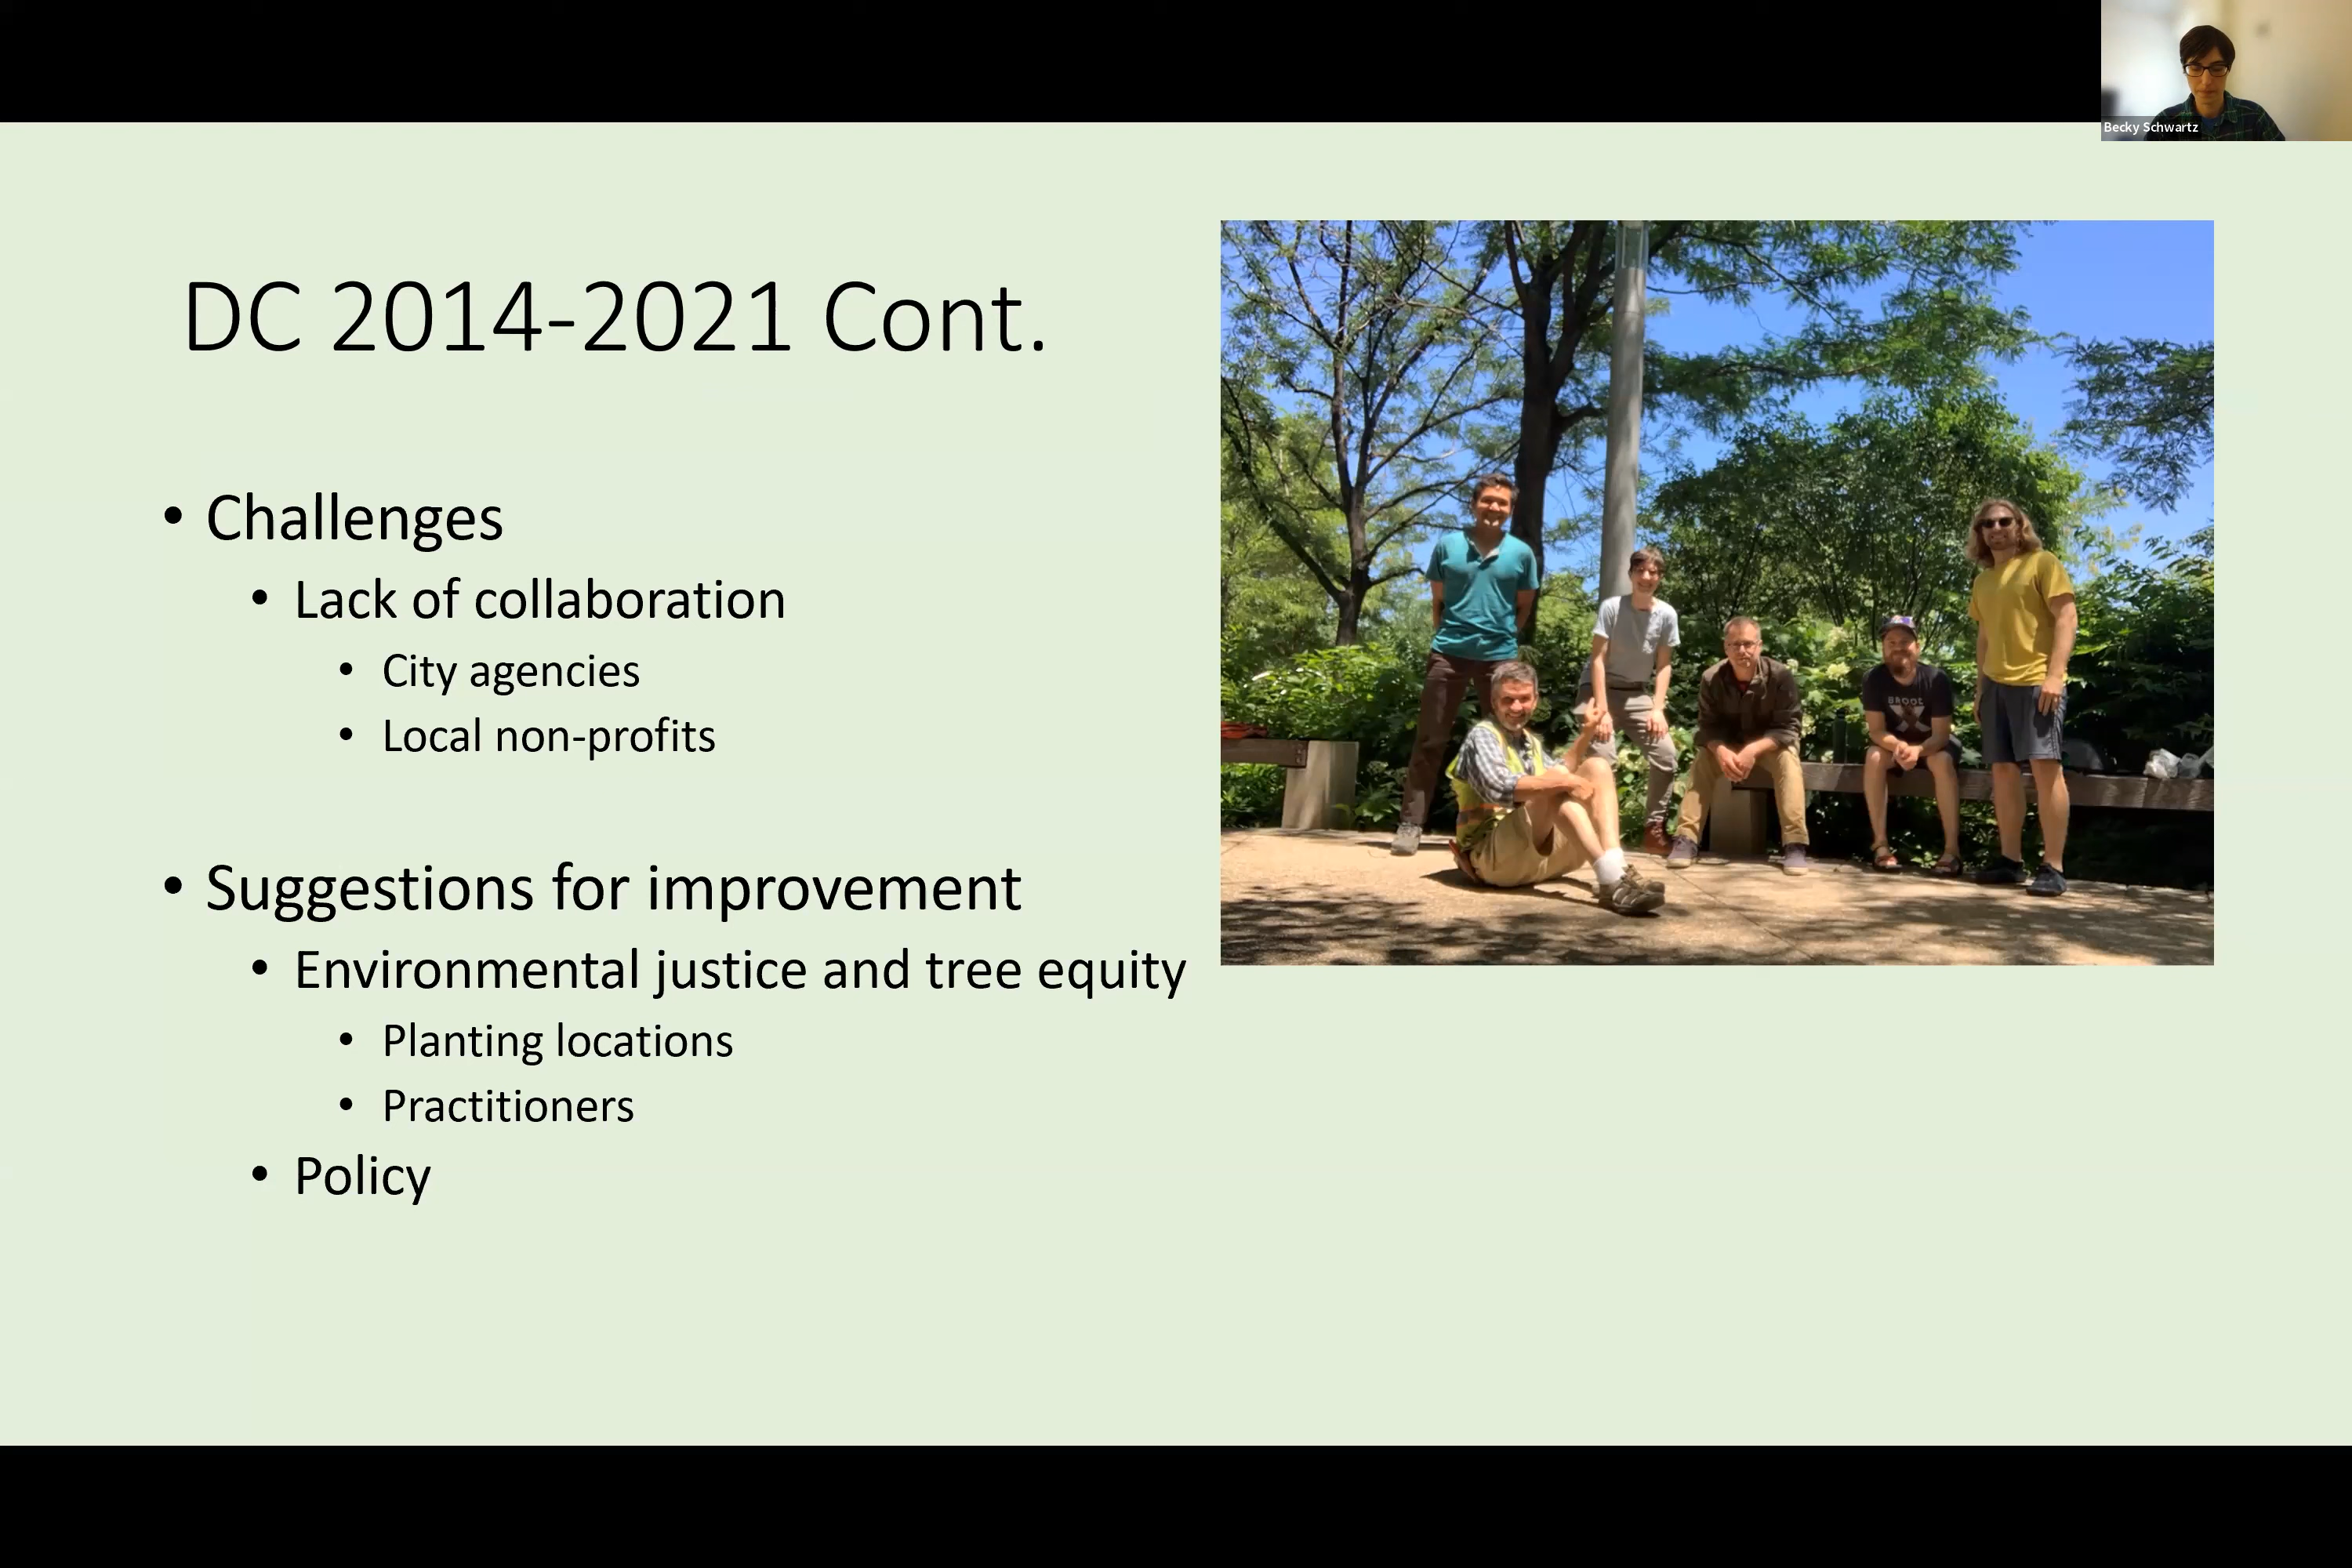 Becky Schwartz
DC 2014-2021 Cont.
• Challenges
• Lack of collaboration
• City agencies
• Local non-profits
• Suggestions for improvement
• Environmental justice and tree equity
• Planting locations
• Practitioners
• Policy
BROOD
X